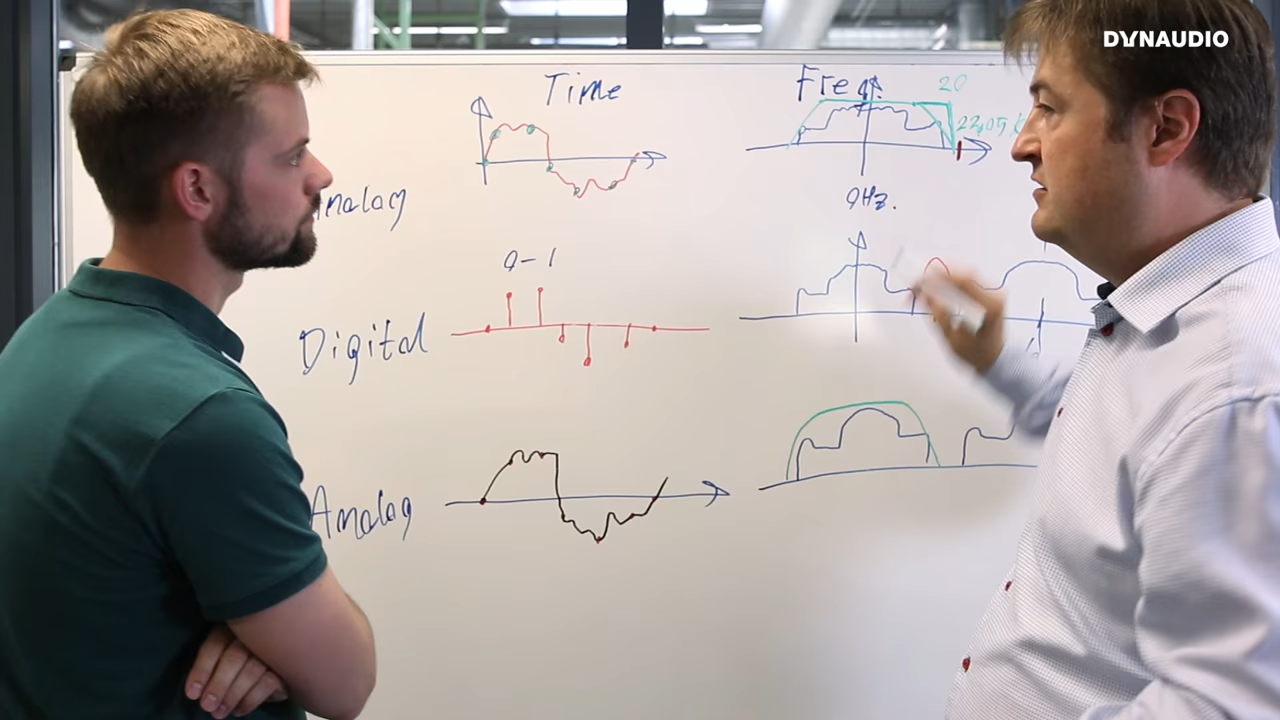 DYNAUDIO
Time
Freq.
20
22,05
Analog
0Hz.
0-1
Digital
Analog